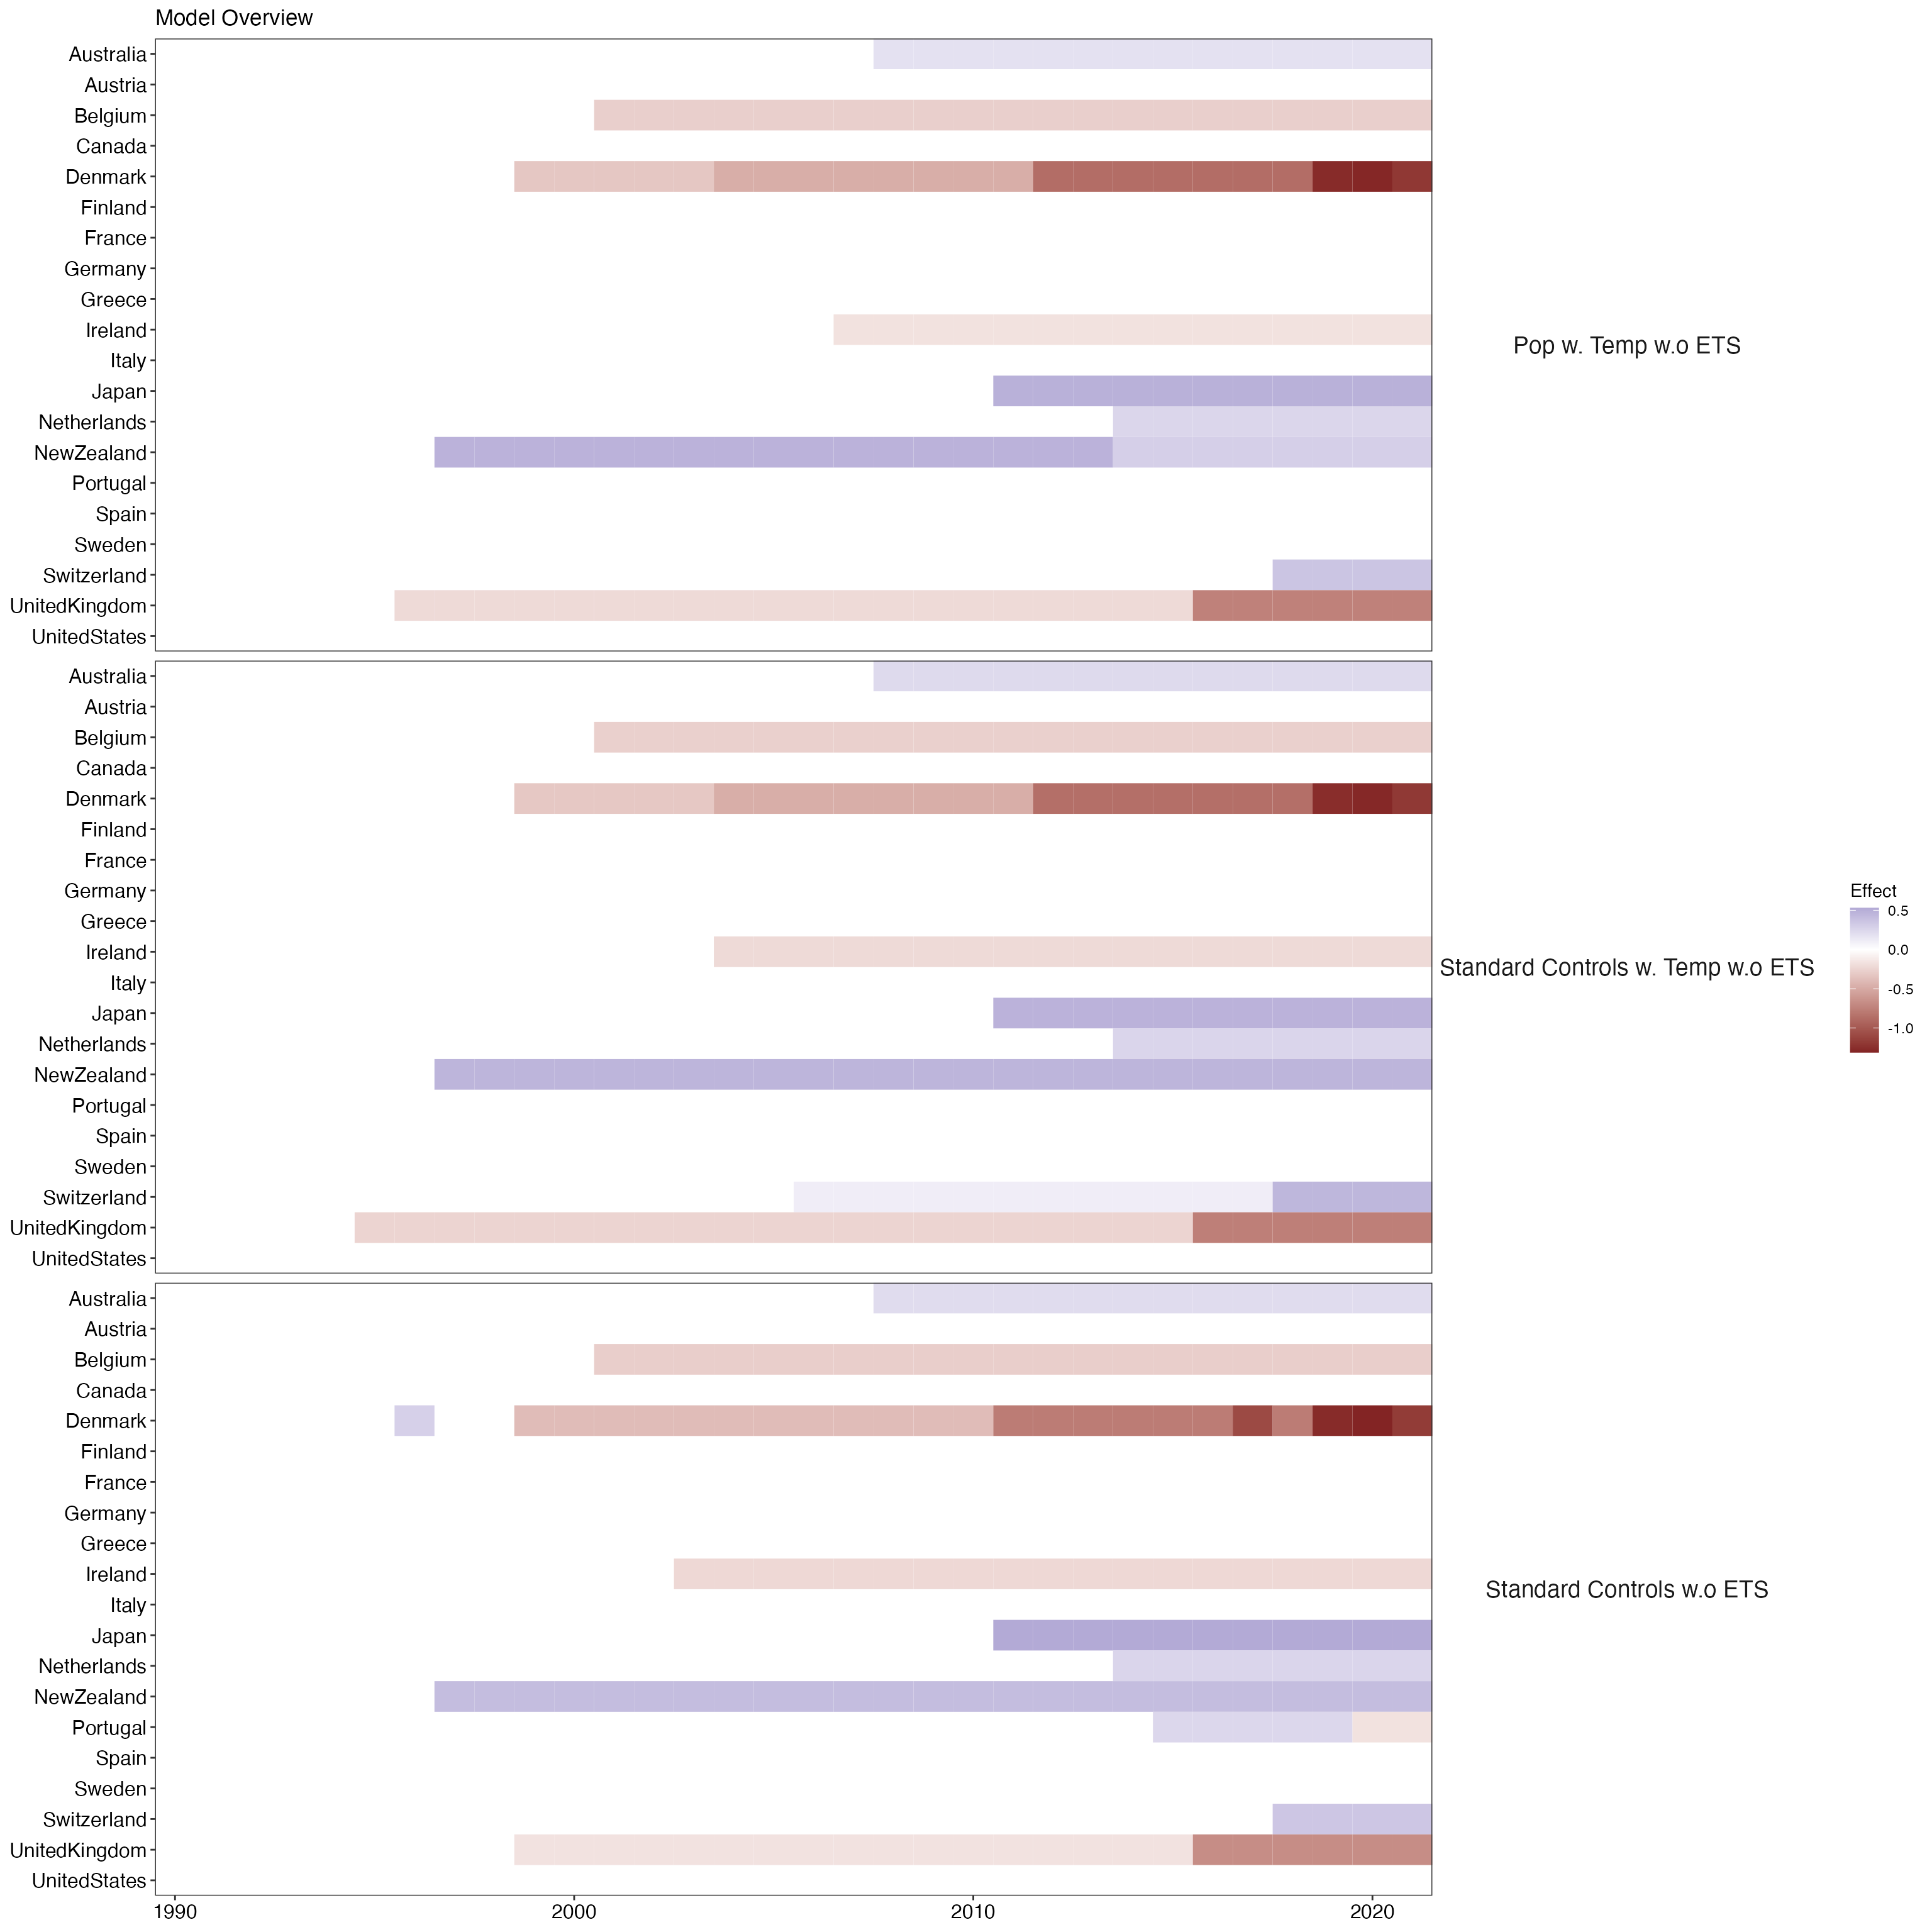 Model Overview
Australia
Austria
Belgium
Canada
Denmark
Finland
France
Germany
Greece
Ireland
Italy
Japan
Netherlands
NewZealand
Portugal
Spain
Sweden
Switzerland
UnitedKingdom
UnitedStates
Pop w. Temp w.o ETS
Australia
Austria
Belgium
Canada
Denmark
Finland
France
Germany
Greece
Ireland
Italy
Japan
Netherlands
NewZealand
Portugal
Spain
Sweden
Switzerland
UnitedKingdom
UnitedStates
Standard Controls w. Temp w.o ETS
Australia
Austria
Belgium
Canada
Denmark
Finland
France
Germany
Greece
Ireland
Italy
Japan
Netherlands
NewZealand
Portugal
Spain
Sweden
Switzerland
UnitedKingdom
UnitedStates
Standard Controls w.o ETS
1990 2000 2010 2020
Effect
0.5
0.0
-0.5
-1.0